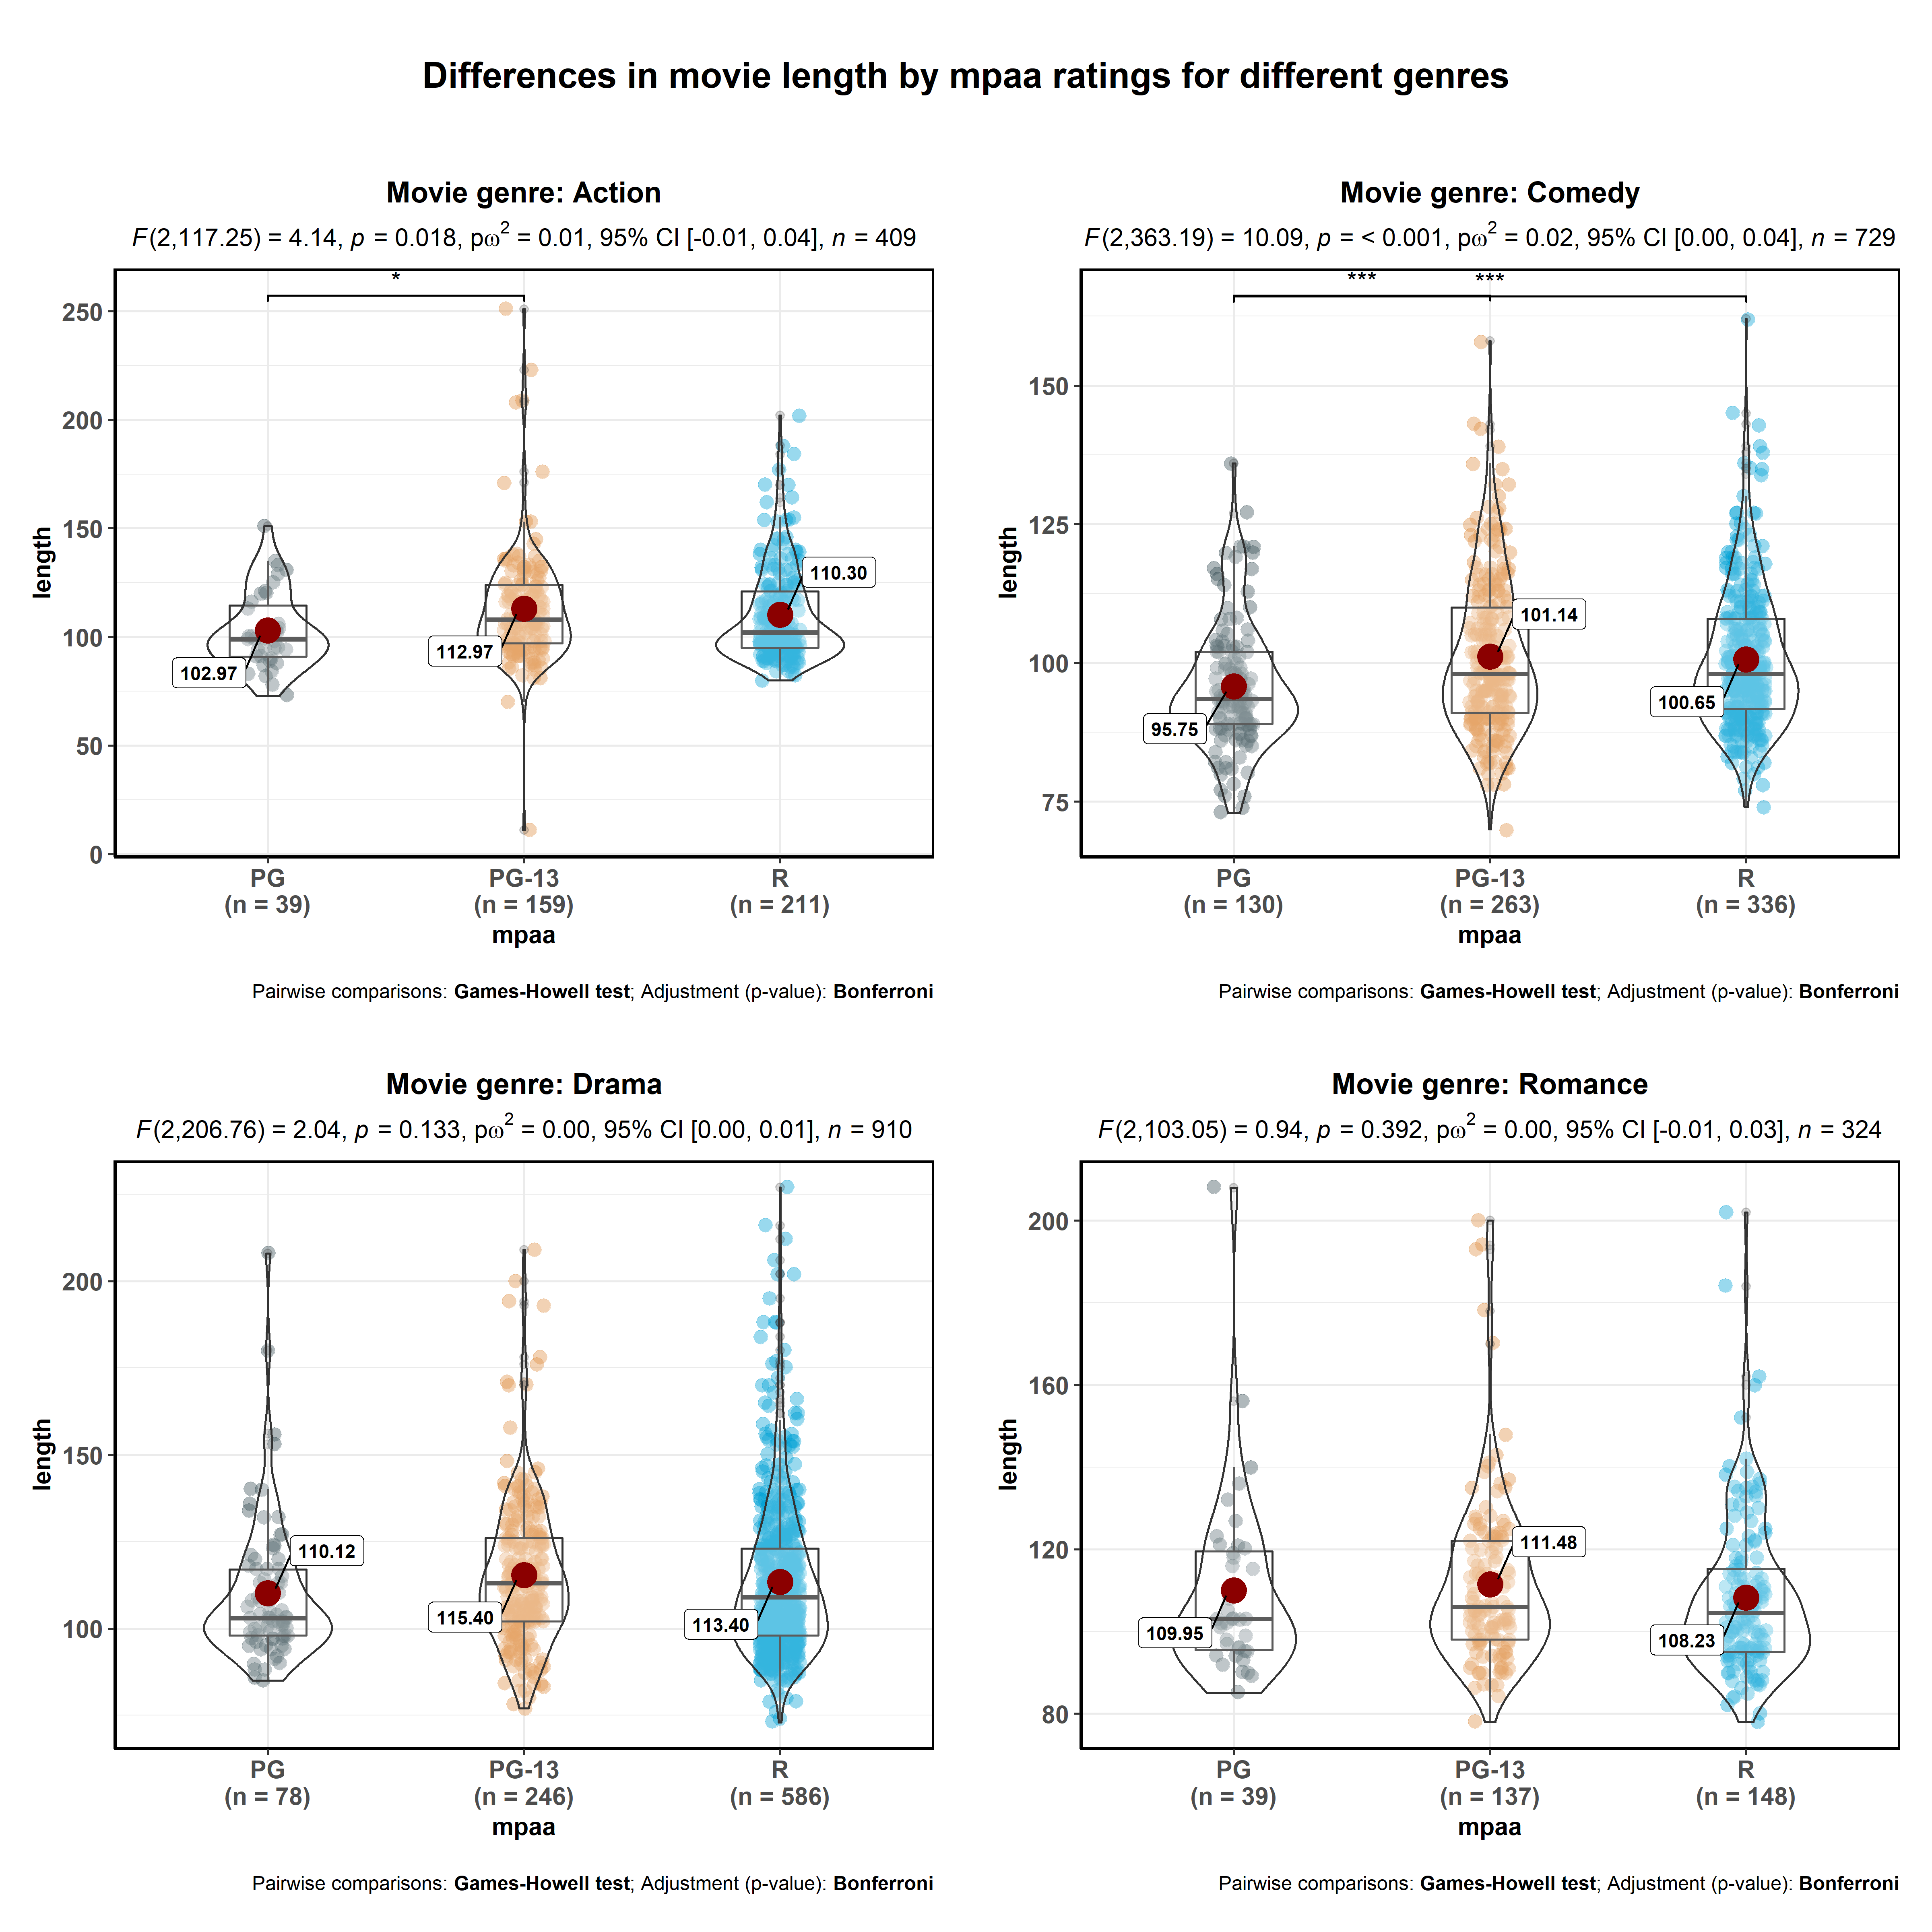 Differences in movie length by mpaa ratings for different genres
Movie genre: Action
F(2,117.25) = 4.14, p = 0.018, pω² = 0.01, 95% CI [-0.01, 0.04], n = 409
*
length
250
200
150
100
50
0
102.97
112.97
110.30
PG
(n = 39)
PG-13
(n = 159)
R
(n = 211)
mpaa
Pairwise comparisons: Games-Howell test; Adjustment (p-value): Bonferroni
Movie genre: Comedy
F(2,363.19) = 10.09, p = < 0.001, pω² = 0.02, 95% CI [0.00, 0.04], n = 729
*** ***
length
150
125
100
75
95.75
101.14
100.65
PG
(n = 130)
PG-13
(n = 263)
R
(n = 336)
mpaa
Pairwise comparisons: Games-Howell test; Adjustment (p-value): Bonferroni
Movie genre: Drama
F(2,206.76) = 2.04, p = 0.133, pω² = 0.00, 95% CI [0.00, 0.01], n = 910
length
200
150
100
110.12
115.40
113.40
PG
(n = 78)
PG-13
(n = 246)
R
(n = 586)
mpaa
Pairwise comparisons: Games-Howell test; Adjustment (p-value): Bonferroni
Movie genre: Romance
F(2,103.05) = 0.94, p = 0.392, pω² = 0.00, 95% CI [-0.01, 0.03], n = 324
length
200
160
120
80
109.95
111.48
108.23
PG
(n = 39)
PG-13
(n = 137)
R
(n = 148)
mpaa
Pairwise comparisons: Games-Howell test; Adjustment (p-value): Bonferroni